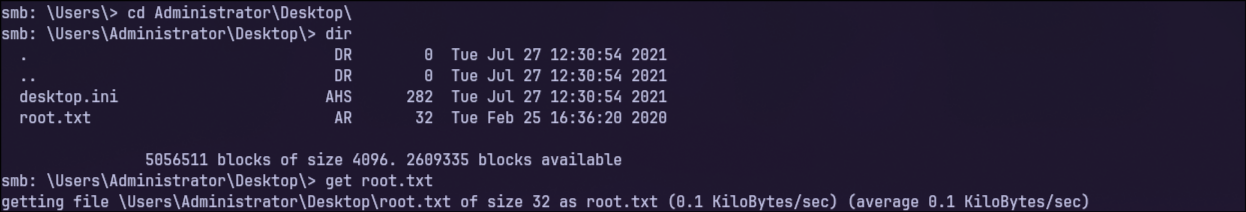 smb: \Users\> cd Administrator\Desktop\
smb: \Users\Administrator\Desktop\> dir
  .                                  DR        0  Tue Jul 27 12:30:54 2021
  ..                                 DR        0  Tue Jul 27 12:30:54 2021
  desktop.ini                       AHS      282  Tue Jul 27 12:30:54 2021
  root.txt                           AR       32  Tue Feb 25 16:36:20 2020
                5056511 blocks of size 4096. 2609335 blocks available
smb: \Users\Administrator\Desktop\> get root.txt
getting file \Users\Administrator\Desktop\root.txt of size 32 as root.txt (0.1 KiloBytes/sec) (average 0.1 KiloBytes/sec)